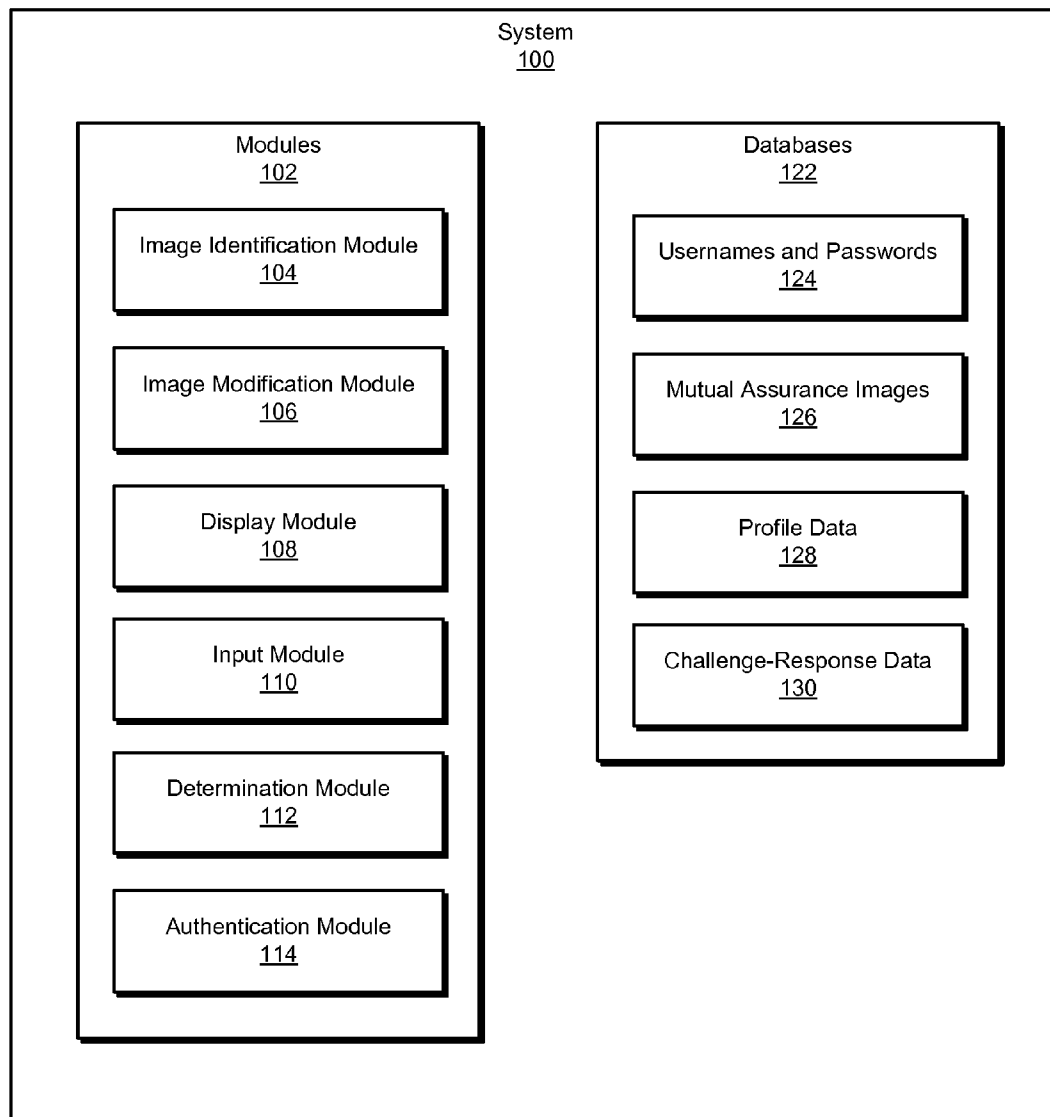 System
100
Modules
102
Image Identification Module
104
Image Modification Module
106
Display Module
108
Input Module
110
Determination Module
112
Authentication Module
114
Databases
122
Usernames and Passwords
124
Mutual Assurance Images
126
Profile Data
128
Challenge-Response Data
130